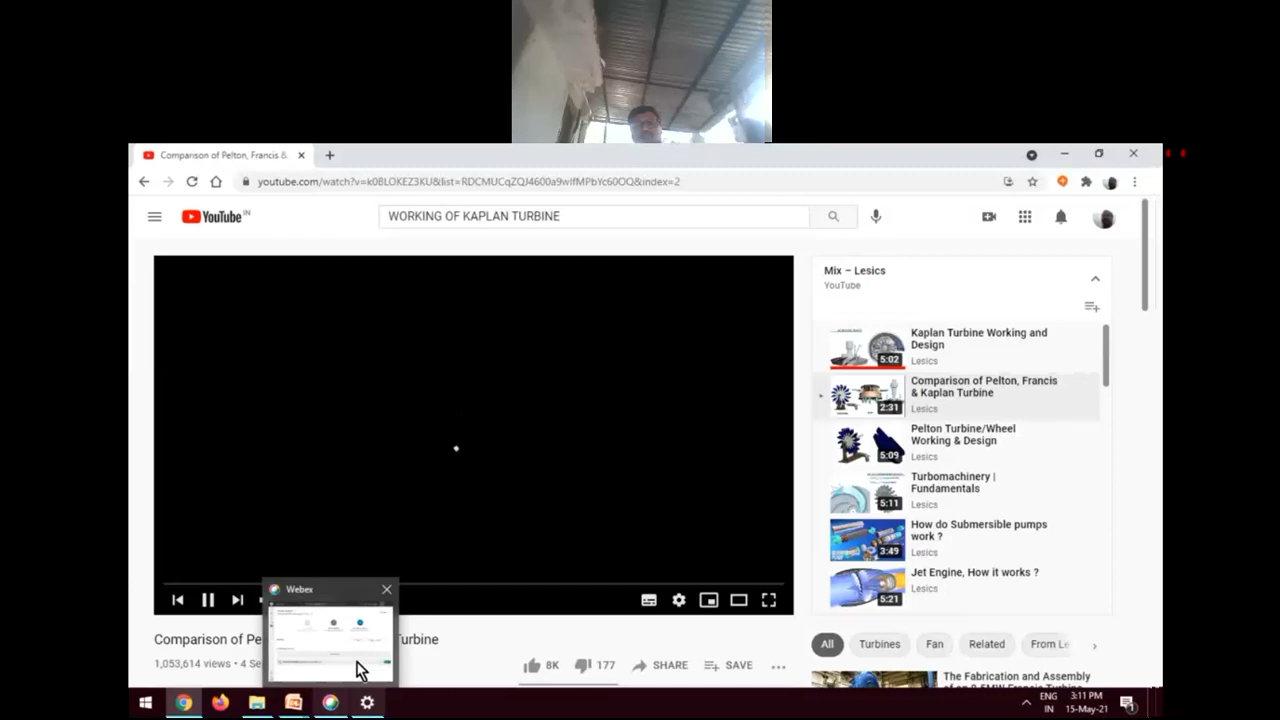 Comparison of Pelton, Francis &
youtube.com/watch?v=k0BLOKEZ3KU&list=RDCMUCqZQJ4600a9wIfMPbYc60OQ&index=2
YouTube IN
WORKING OF KAPLAN TURBINE
Mix – Lesics
YouTube
Kaplan Turbine Working and
Design
Lesics
5:02
Comparison of Pelton, Francis
& Kaplan Turbine
Lesics
2:31
Pelton Turbine/Wheel
Working & Design
Lesics
5:09
Turbomachinery |
Fundamentals
Lesics
5:11
How do Submersible pumps
work ?
Lesics
3:49
Jet Engine, How it works ?
Lesics
5:21
Webex
Comparison of Pe
Turbine
1,053,614 views • 4 Se
8K
177
SHARE
SAVE
All
Turbines
Fan
Related
From Le
The Fabrication and Assembly
ENG
IN
3:11 PM
15-May-21
1